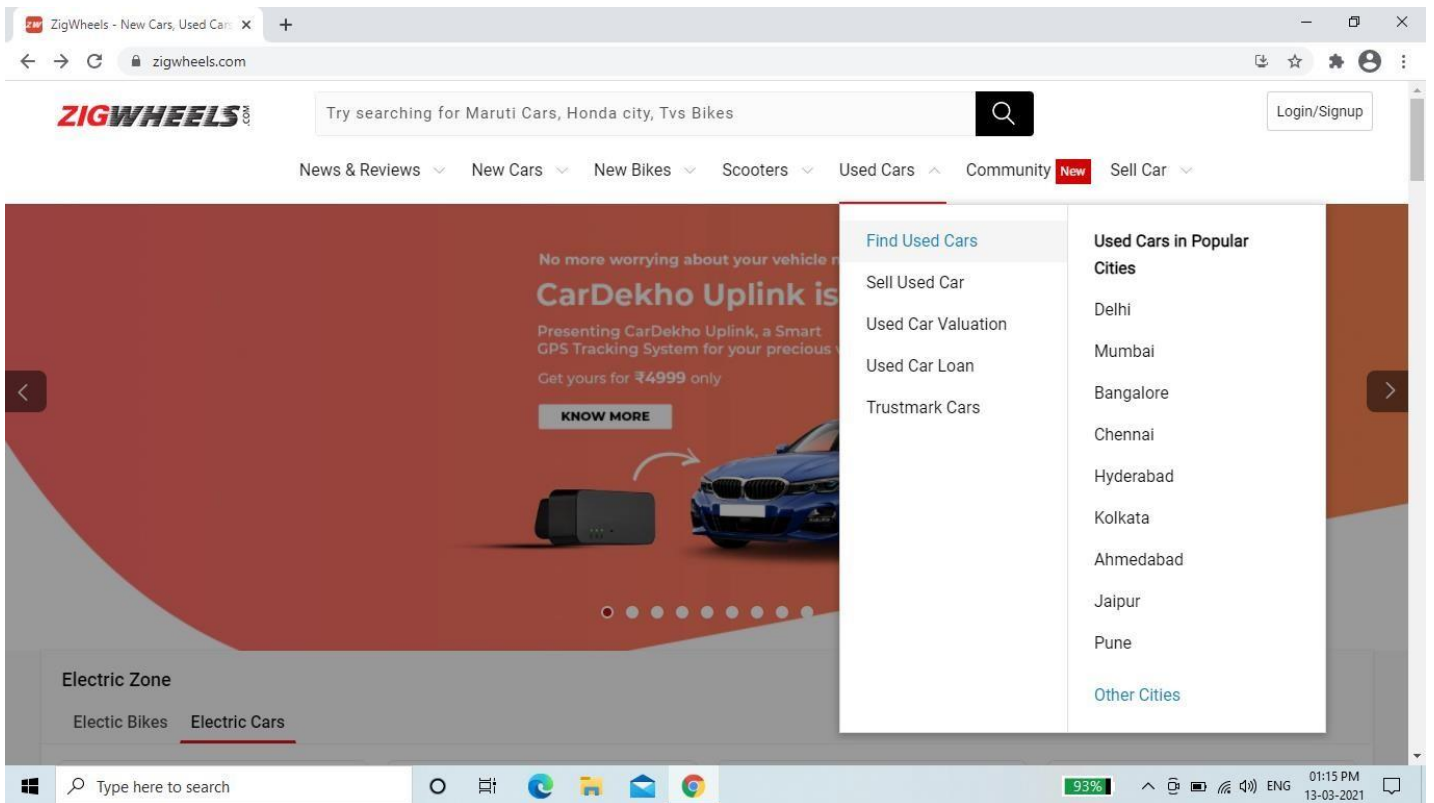 ZigWheels - New Cars, Used Cars
zigwheels.com
ZIGWHEELS.COM
Try searching for Maruti Cars, Honda city, Tvs Bikes
Login/Signup
News & Reviews New Cars New Bikes Scooters Used Cars Community New Sell Car
No more worrying about your vehicle
CarDekho Uplink is
Presenting CarDekho Uplink, a Smart
GPS Tracking System for your precious
Get yours for ₹4999 only
KNOW MORE
Find Used Cars
Sell Used Car
Used Car Valuation
Used Car Loan
Trustmark Cars
Used Cars in Popular
Cities
Delhi
Mumbai
Bangalore
Chennai
Hyderabad
Kolkata
Ahmedabad
Jaipur
Pune
Other Cities
Electric Zone
Electic Bikes Electric Cars
Type here to search
93%
ENG
01:15 PM
13-03-2021